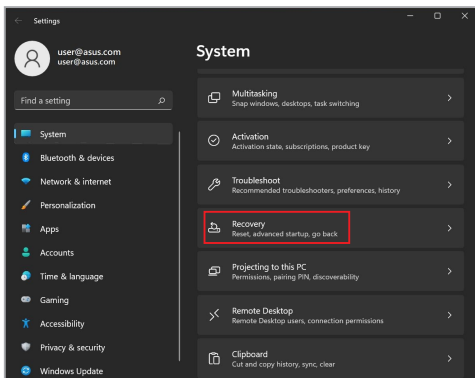 Settings
user@asus.com
user@asus.com
Find a setting
System
Bluetooth & devices
Network & internet
Personalization
Apps
Accounts
Time & language
Gaming
Accessibility
Privacy & security
Windows Update
System
Multitasking
Snap windows, desktops, task switching
Activation
Activation state, subscriptions, product key
Troubleshoot
Recommended troubleshooters, preferences, history
Recovery
Reset, advanced startup, go back
Projecting to this PC
Permissions, pairing PIN, discoverability
Remote Desktop
Remote Desktop users, connection permissions
Clipboard
Cut and copy history, sync, clear